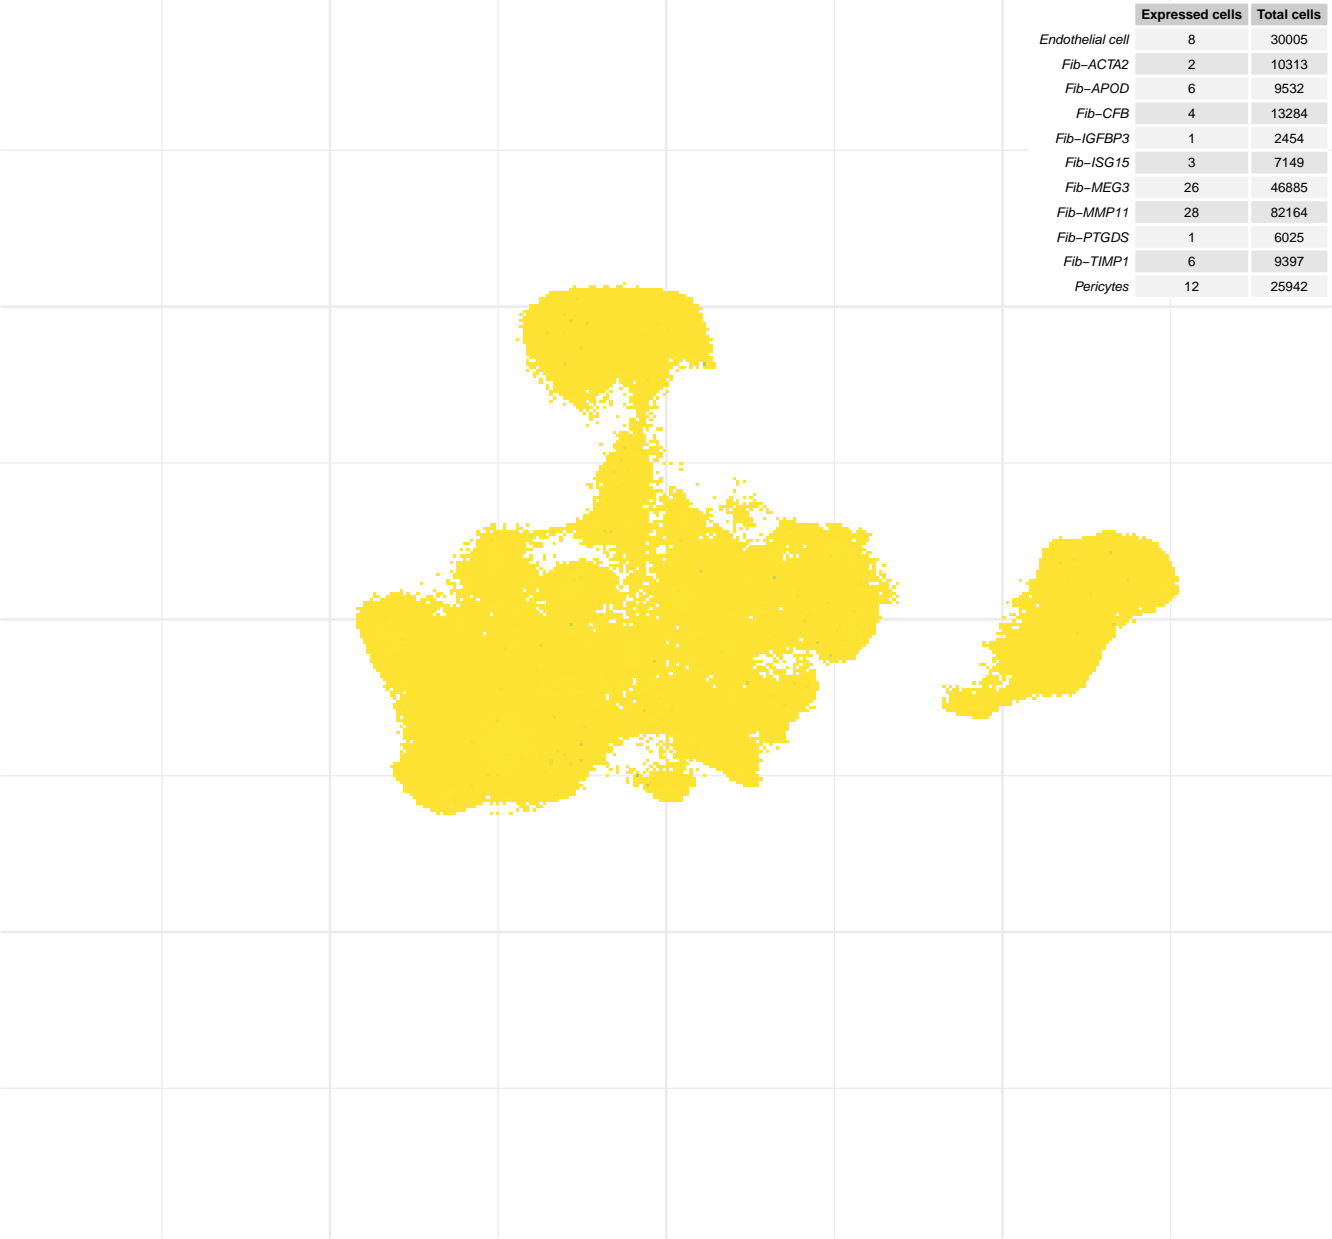 Expressed cells Total cells
Endothelial cell 8 30005
Fib−ACTA2 2 10313
Fib−APOD 6 9532
Fib−CFB 4 13284
Fib−IGFBP3 1 2454
Fib−ISG15 3 7149
Fib−MEG3 26 46885
Fib−MMP11 28 82164
Fib−PTGDS 1 6025
Fib−TIMP1 6 9397
Pericytes 12 25942